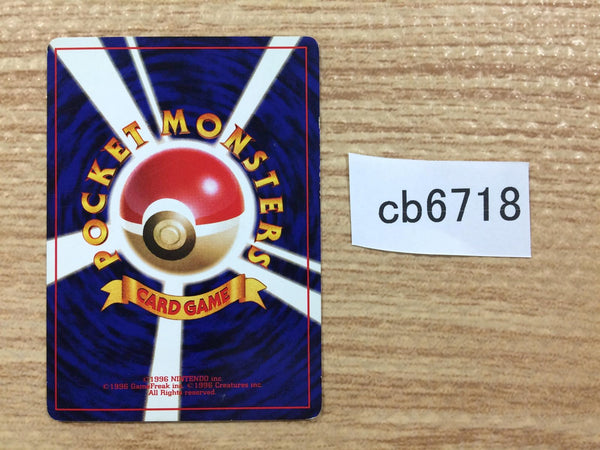 POCKET MONSTERS
CARD GAME
©1996 NINTENDO inc.
©1996 GameFreak inc. ©1996 Creatures inc.
All Rights reserved.
cb6718